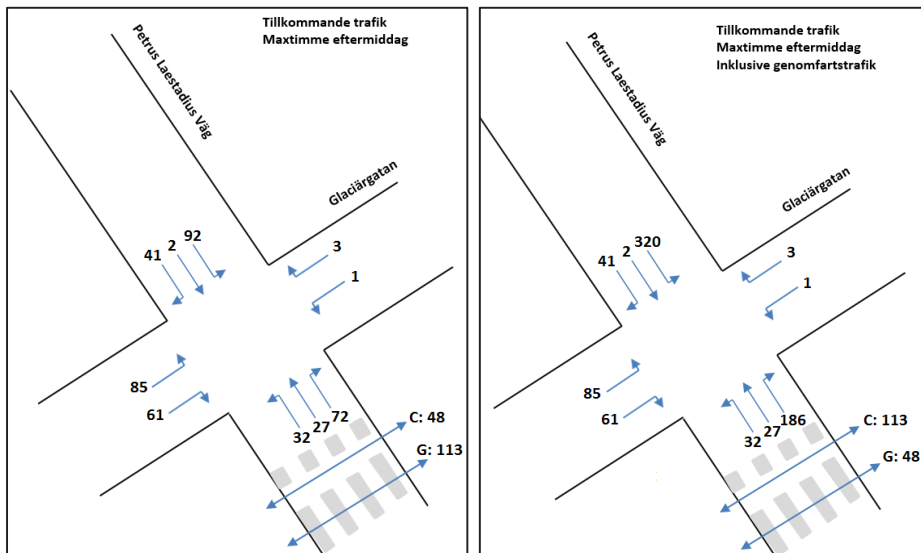 Tillkommande trafik
Maxtimme eftermiddag
Petrus Laestadius Väg
Glaciärgatan
92
2
41
3
1
85
61
72
27
32
C: 48
G: 113
Tillkommande trafik
Maxtimme eftermiddag
Inklusive genomfartstrafik
Petrus Laestadius Väg
Glaciärgatan
2 320
41
3
1
85
61
186
27
32
C: 113
G: 48